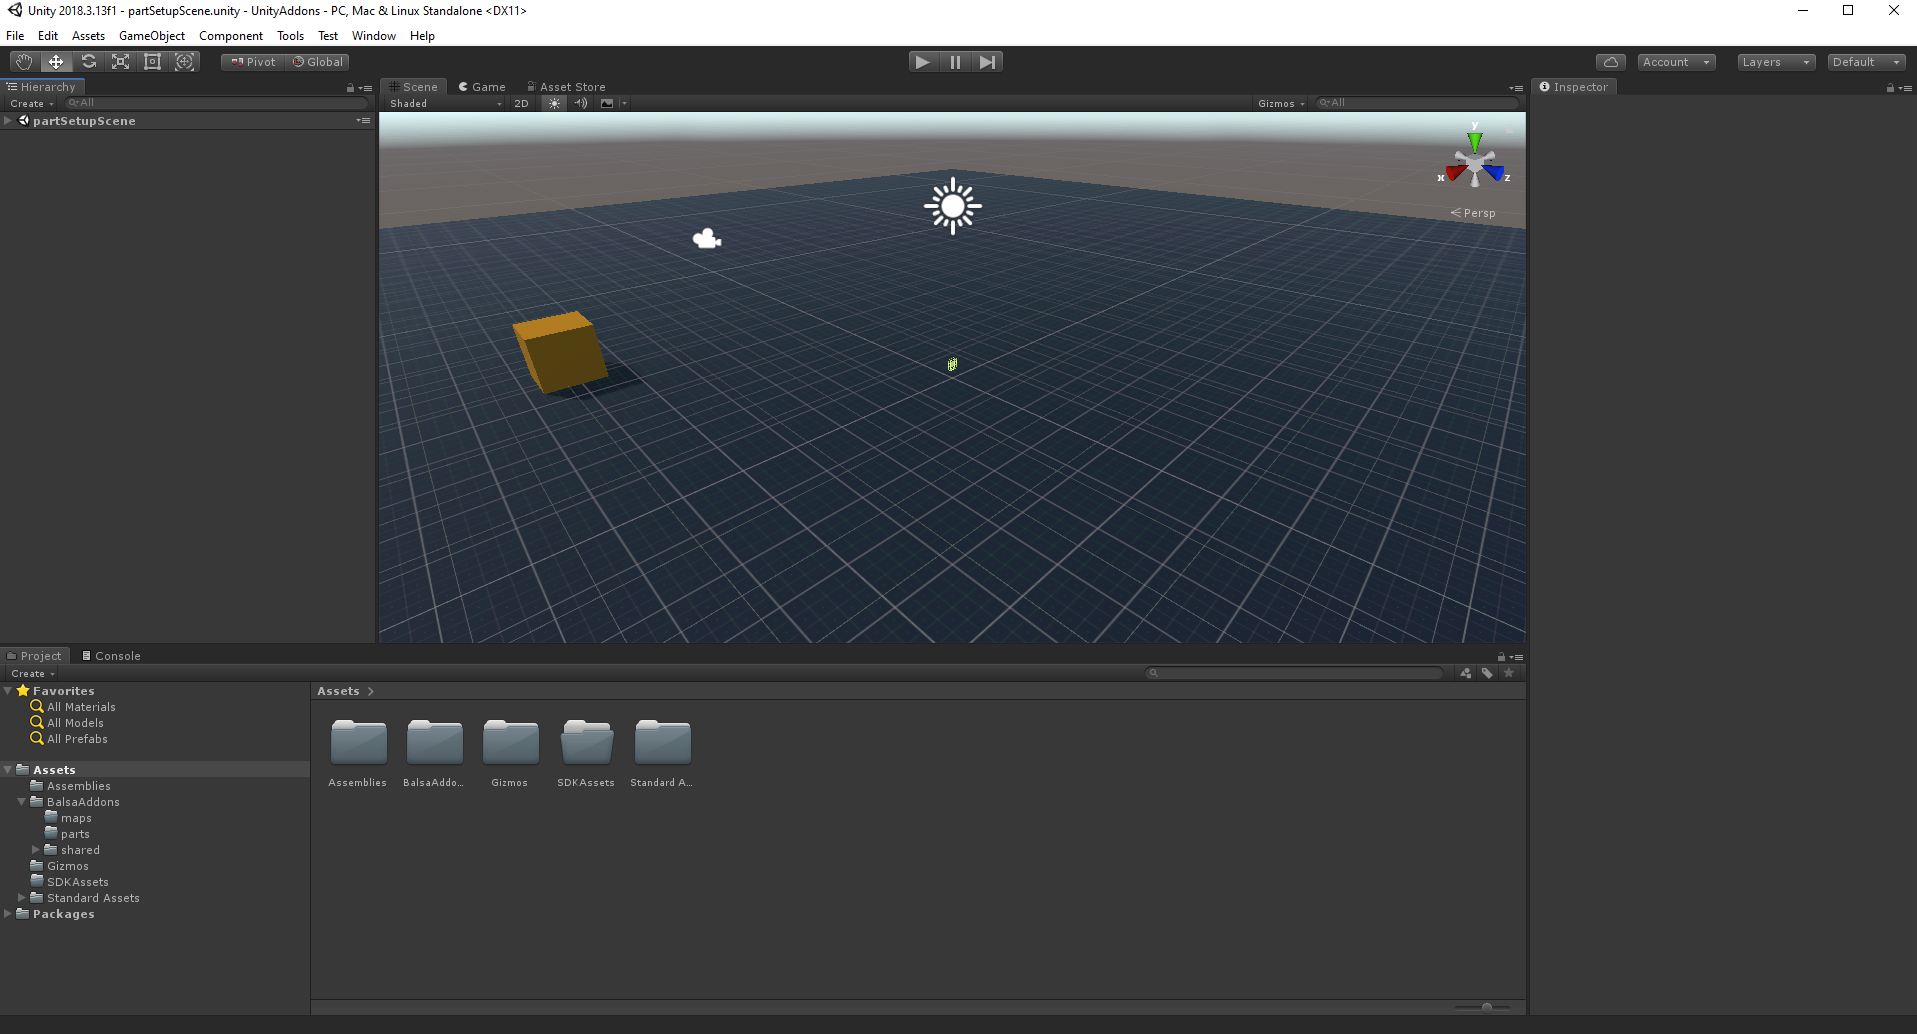 Unity 2018.3.13f1 - partSetupScene.unity - UnityAddons - PC, Mac & Linux Standalone <DX11>
File Edit Assets GameObject Component Tools Test Window Help
Pivot Global Account Layers Default
Hierarchy
Create All
partSetupScene
Scene Game Asset Store
Shaded 2D Gizmos All
y
x z
Persp
Inspector
Project Console
Create
Favorites
All Materials
All Models
All Prefabs
Assets
Assemblies
BalsaAddons
maps
parts
shared
Gizmos
SDKAssets
Standard Assets
Packages
Assets
Assemblies BalsaAddo... Gizmos SDKAssets Standard A...